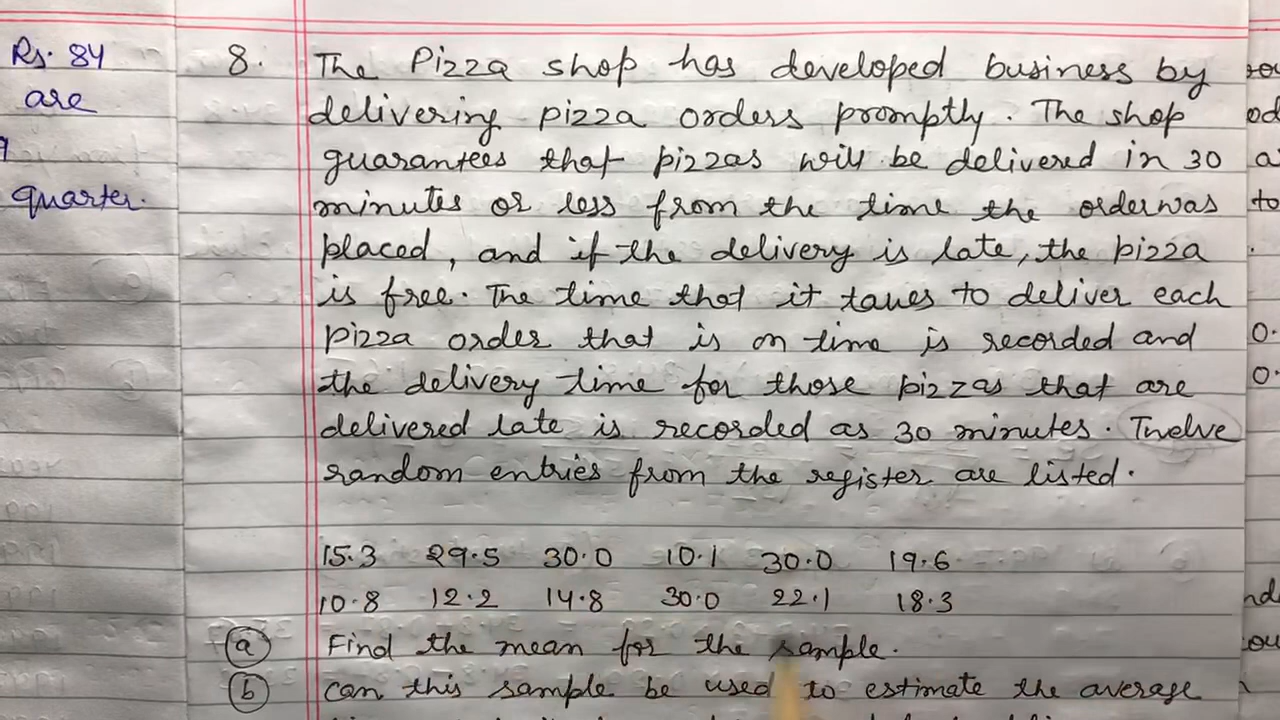 Rs. 84
are
quarter.
8. The Pizza shop has developed business by
delivering pizza orders promptly. The shop
guarantees that pizzas will be delivered in 30
minutes or less from the time the order was
placed, and if the delivery is late, the pizza
is free. The time that it taues to deliver each
pizza order that is on time is recorded and
the delivery time for those pizzas that are
delivered late is recorded as 30 minutes. Twelve
random entries from the register are listed.
15.3 29.5 30.0 10.1 30.0 19.6
10.8 12.2 14.8 30.0 22.1 18.3
(a) Find the mean for the sample.
(b) Can this sample be used to estimate the average
to
0.
0.